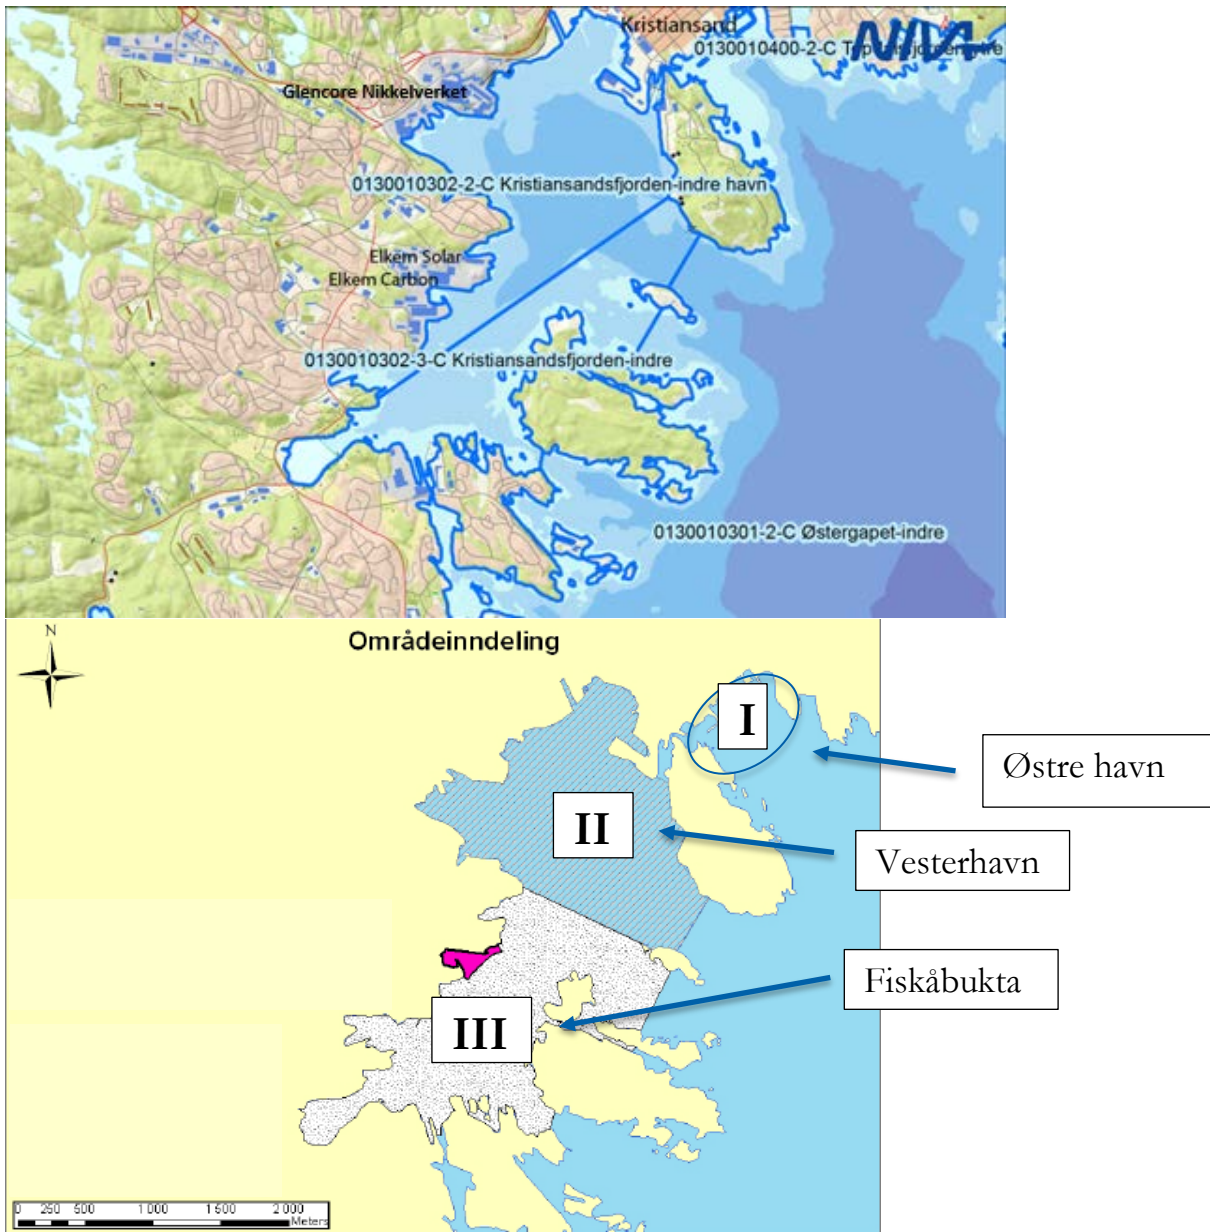 Kristiansand
NIVA
0130010400-2-C Topdalsfjorden-ytre
Glencore Nikkelverket
0130010302-2-C Kristiansandsfjorden-indre havn
Elkem Solar
Elkem Carbon
0130010302-3-C Kristiansandsfjorden-indre
0130010301-2-C Østergapet-indre
N
Områdeinndeling
I
Østre havn
II
Vesterhavn
Fiskåbukta
III
0 250 500 1 000 1 500 2 000
Meters